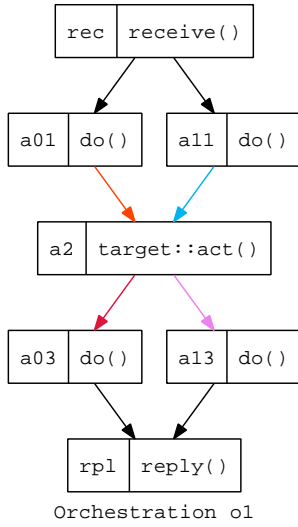 rec receive()
a01 do() a11 do()
a2 target::act()
a03 do() a13 do()
rpl reply()
Orchestration o1